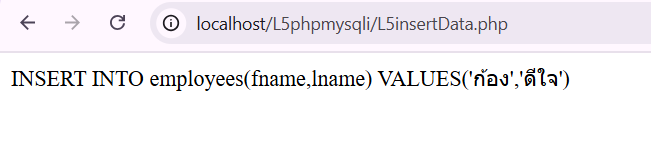 localhost/L5phpmysqli/L5insertData.php
INSERT INTO employees(fname,lname) VALUES('ก้อง','ดีใจ')